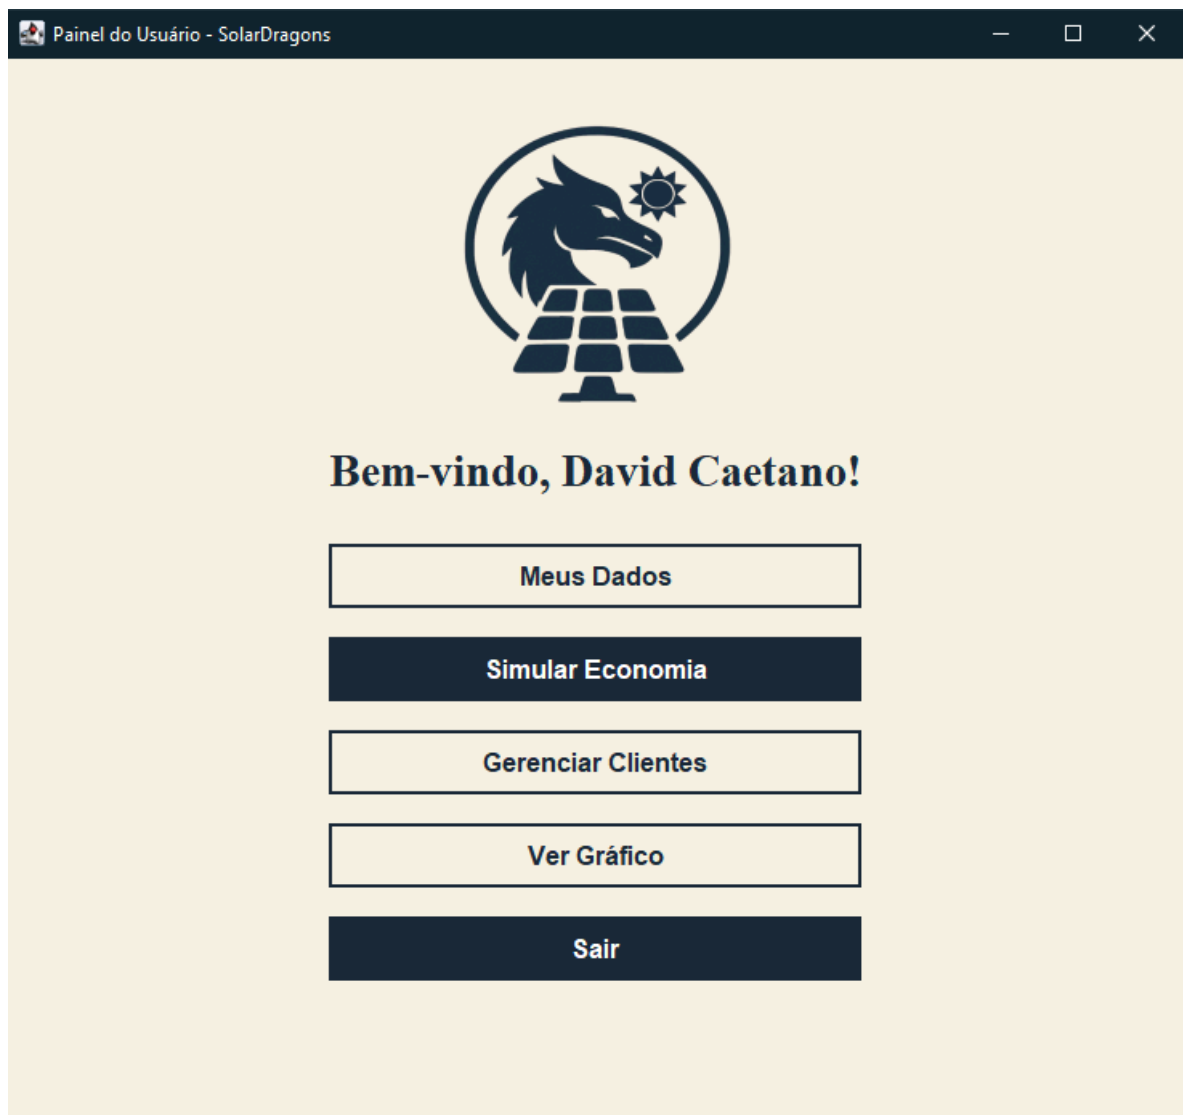 Painel do Usuário - SolarDragons
Bem-vindo, David Caetano!
Meus Dados
Simular Economia
Gerenciar Clientes
Ver Gráfico
Sair